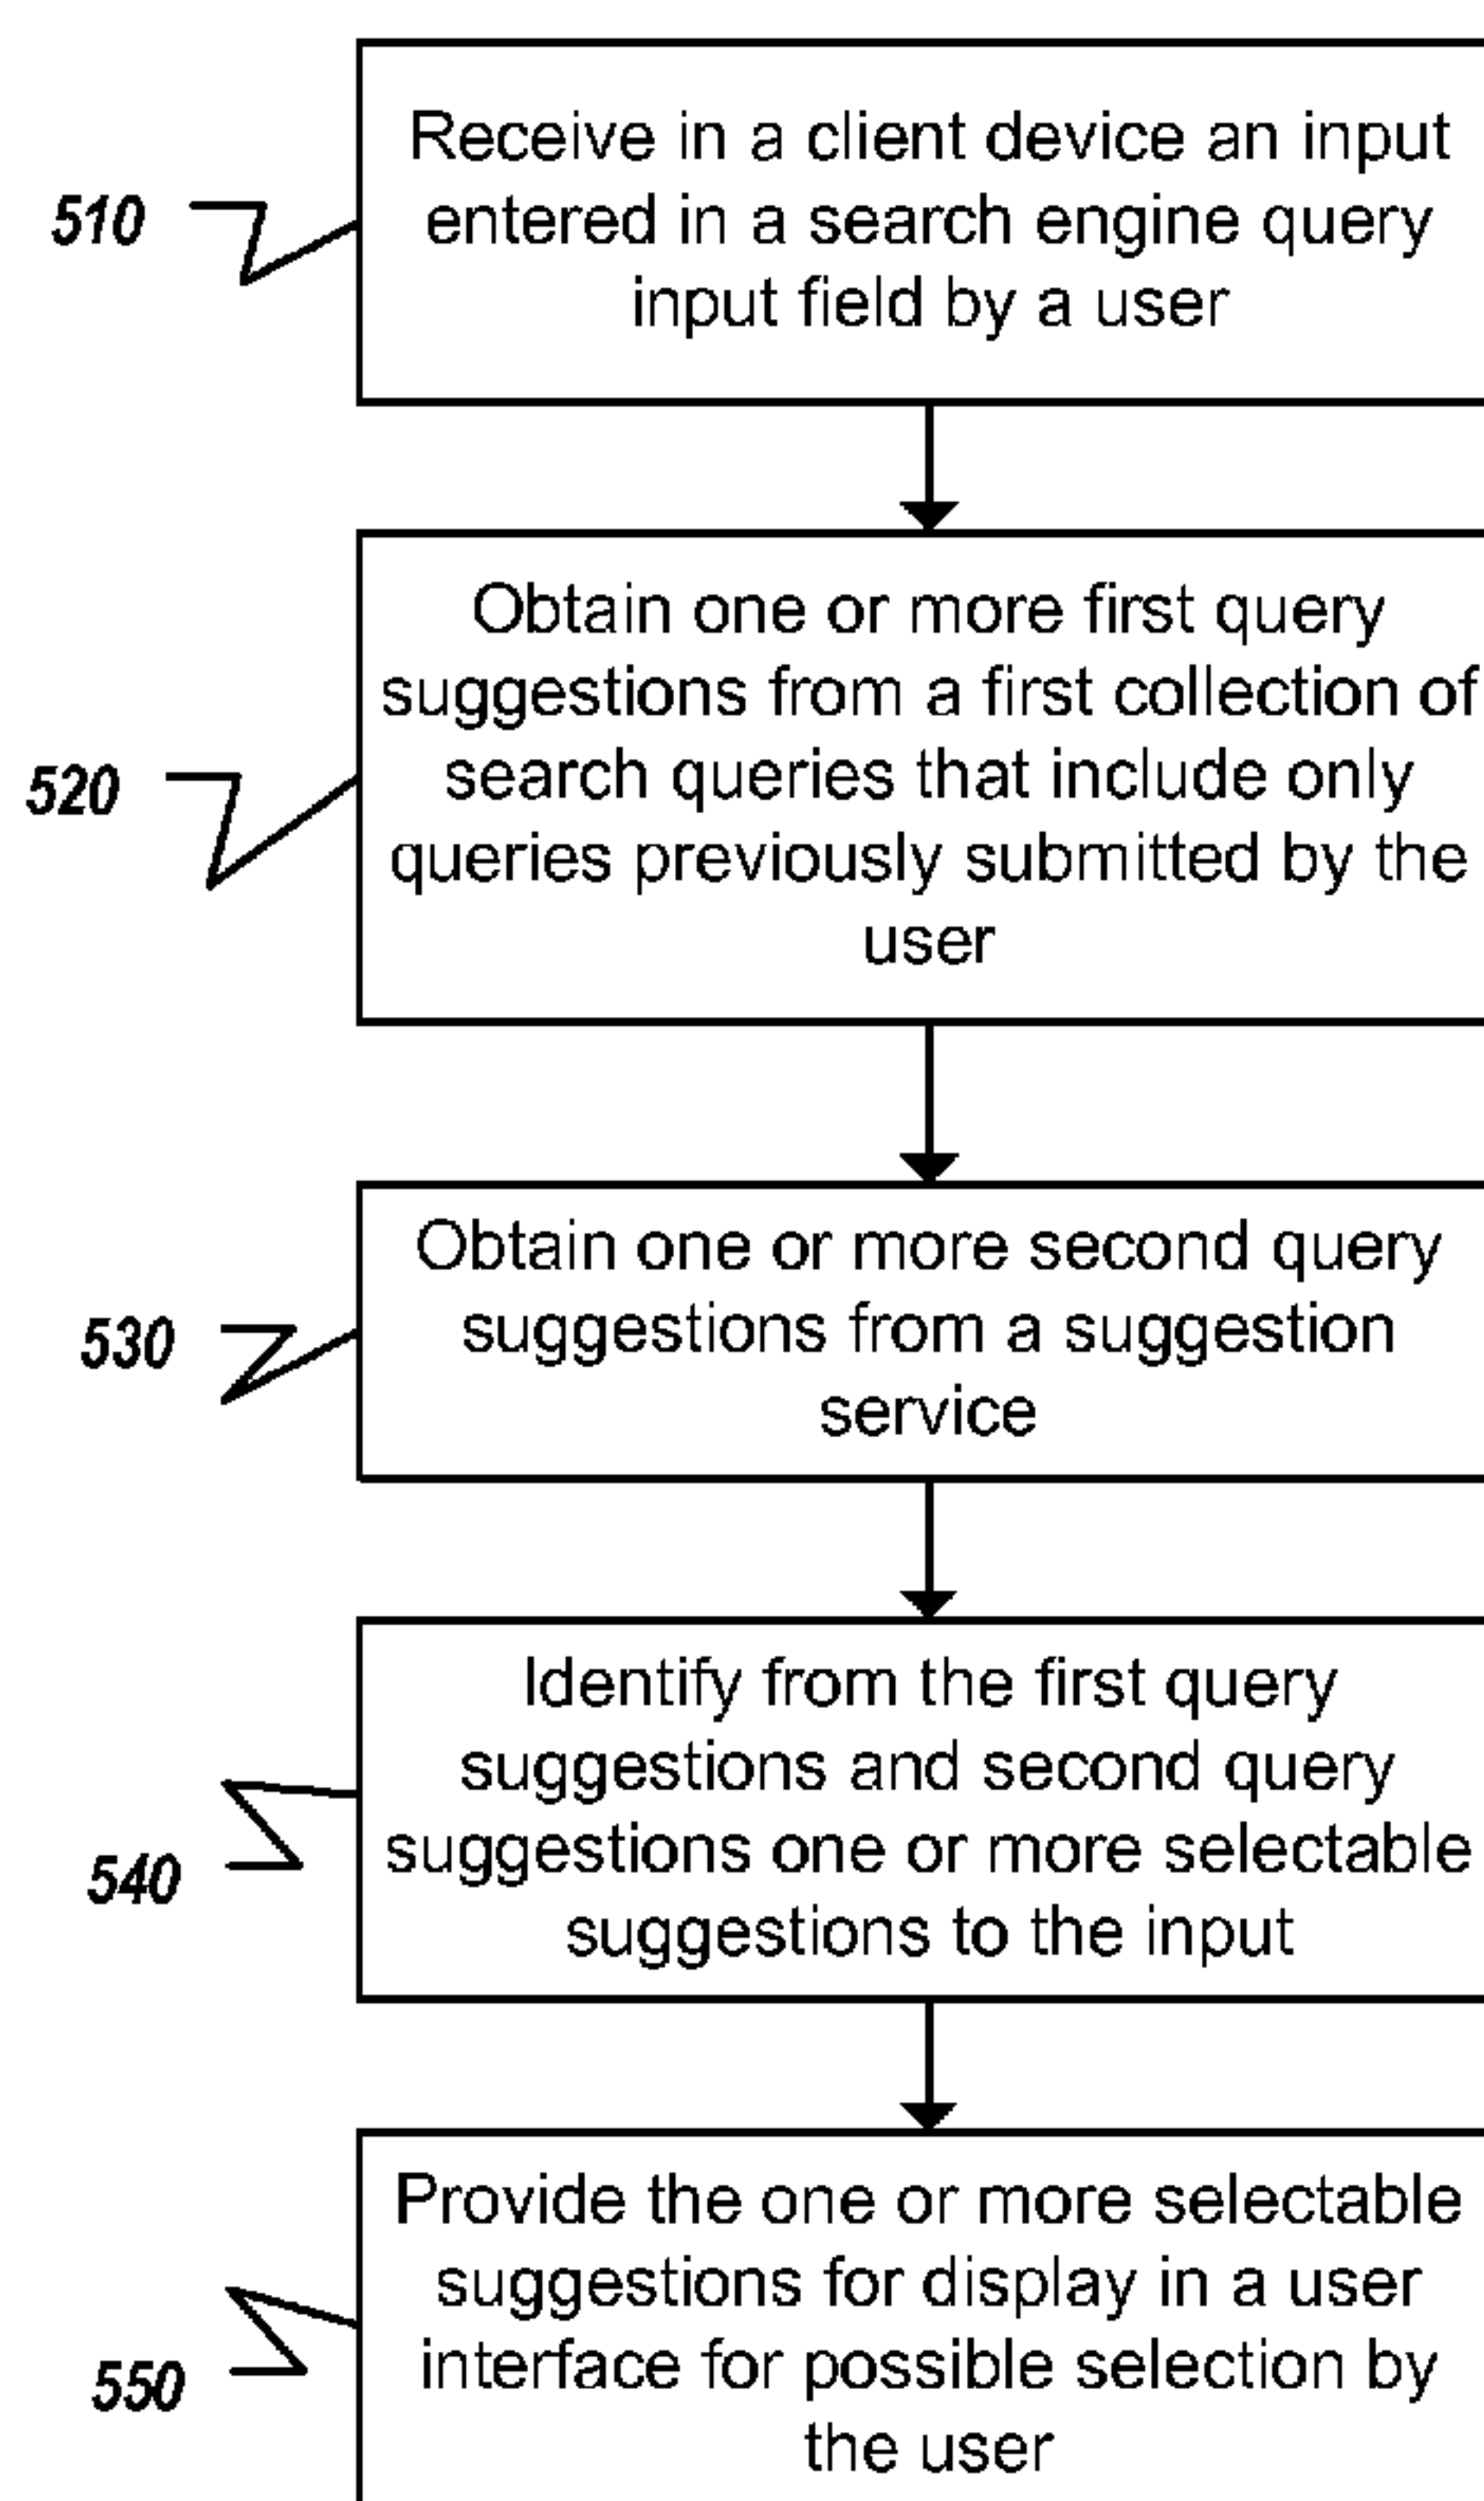 Receive in a client device an input
entered in a search engine query
input field by a user
510
Obtain one or more first query
suggestions from a first collection of
search queries that include only
queries previously submitted by the
user
520
Obtain one or more second query
suggestions from a suggestion
service
530
Identify from the first query
suggestions and second query
suggestions one or more selectable
suggestions to the input
540
Provide the one or more selectable
suggestions for display in a user
interface for possible selection by
the user
550